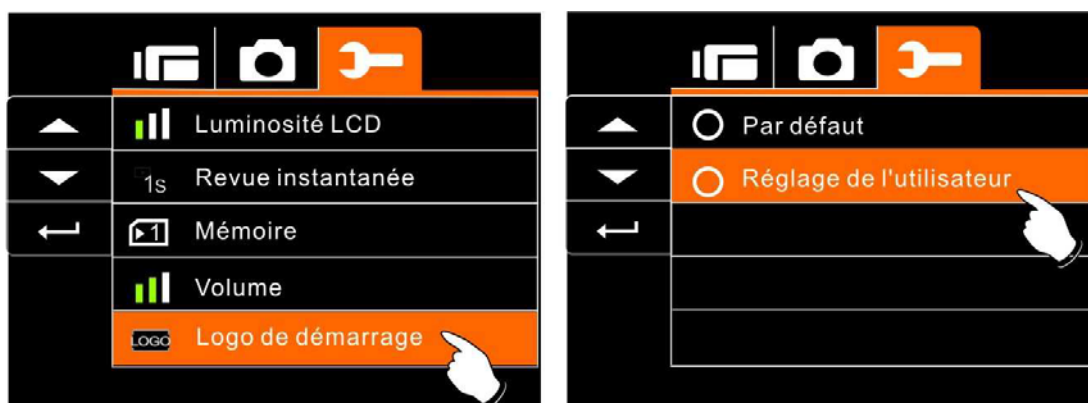 Luminosité LCD
1s Revue instantanée
1 Mémoire
Volume
LOGO Logo de démarrage
Par défaut
Réglage de l'utilisateur